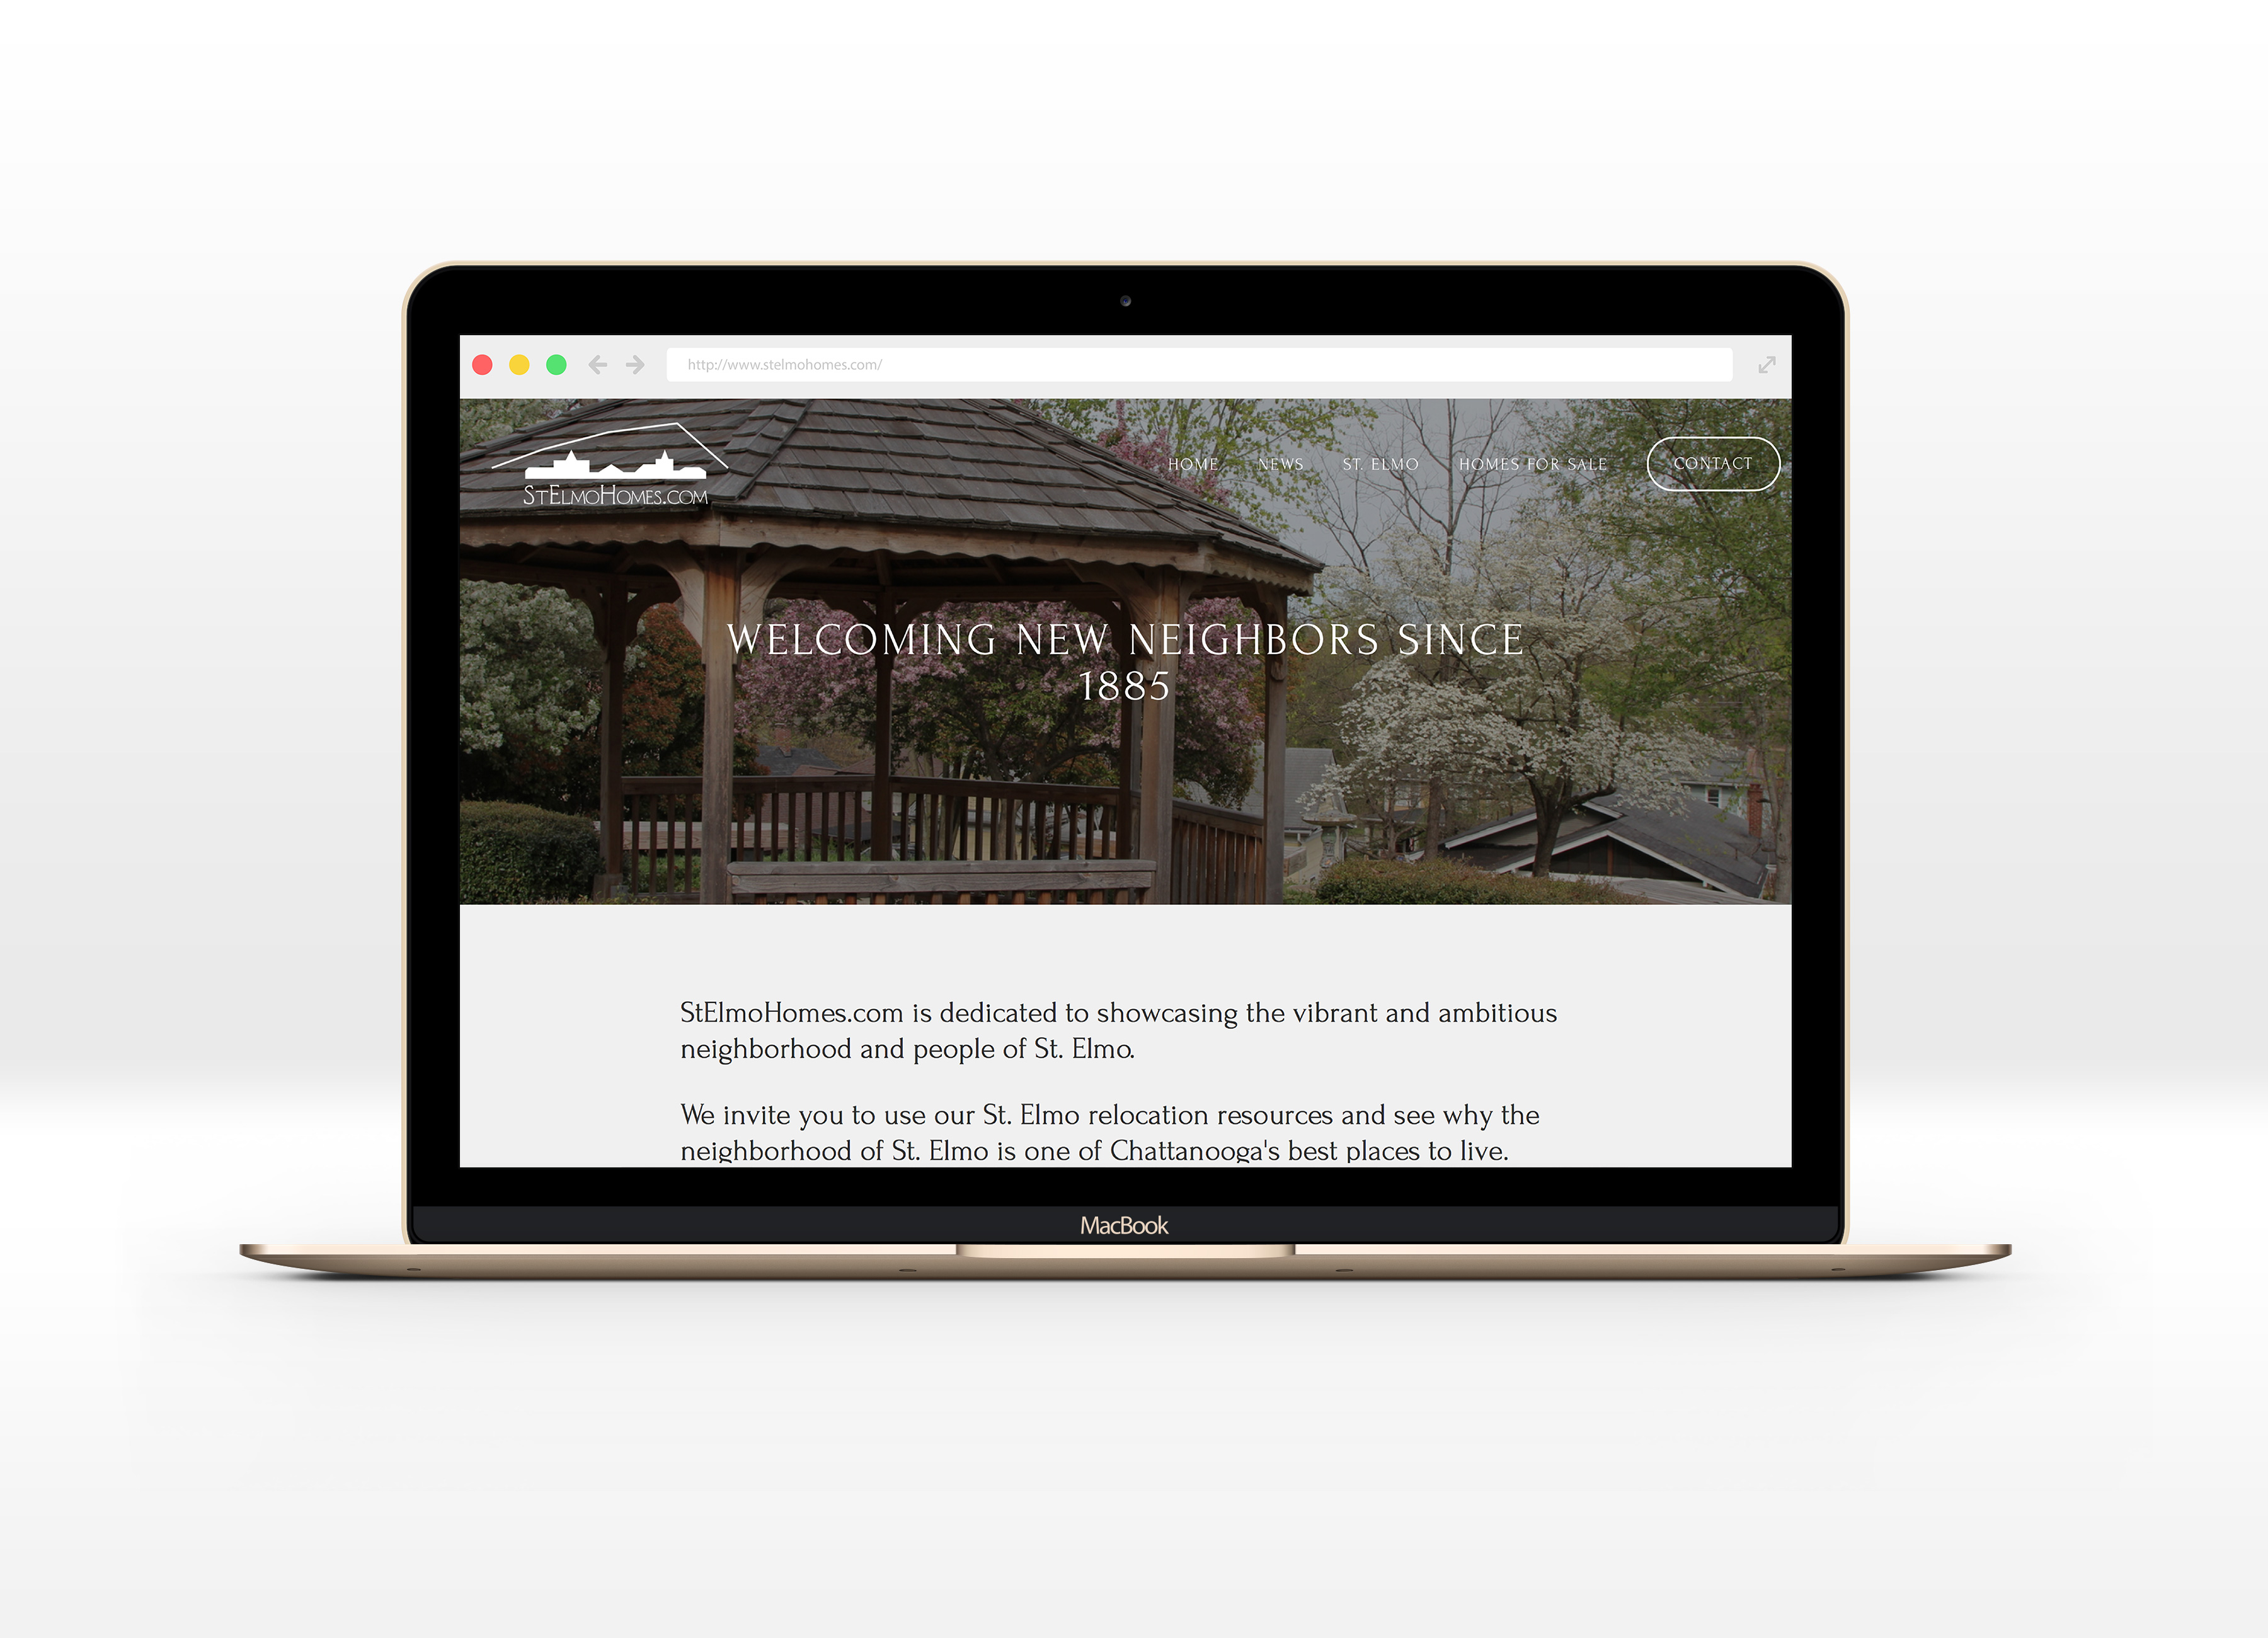 http://www.stelmohomes.com/
StElmoHomes.com
HOME NEWS ST. ELMO HOMES FOR SALE CONTACT
WELCOMING NEW NEIGHBORS SINCE
1885
StElmoHomes.com is dedicated to showcasing the vibrant and ambitious
neighborhood and people of St. Elmo.
We invite you to use our St. Elmo relocation resources and see why the
neighborhood of St. Elmo is one of Chattanooga's best places to live.
MacBook